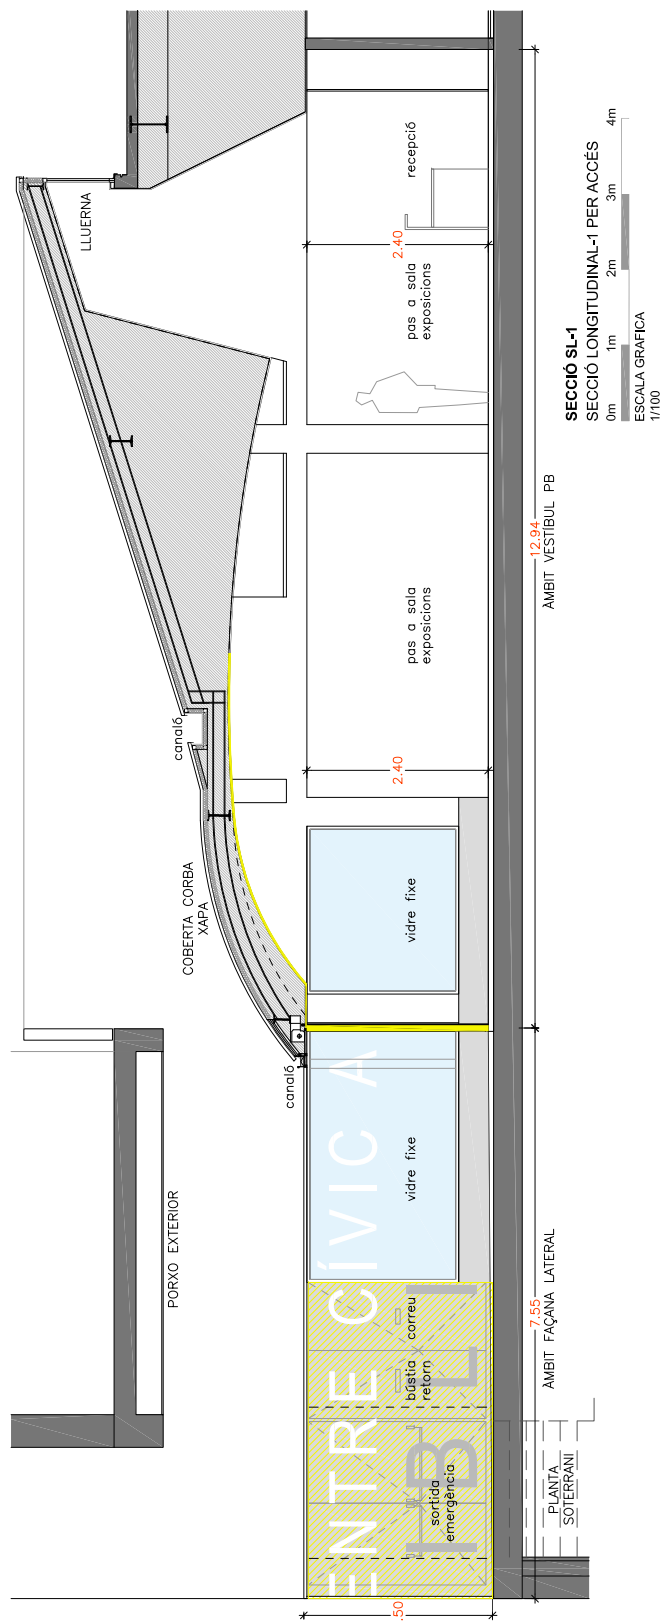 LLUERNA
recepció
2.40
pas a sala
exposicions
SECCIÓ SL-1
SECCIÓ LONGITUDINAL-1 PER ACCÉS
0m 1m 2m 3m 4m
ESCALA GRAFICA
1/100
12.94
ÀMBIT VESTÍBUL PB
pas a sala
exposicions
canaló
2.40
COBERTA CORBA
XAPA
vidre fixe
canaló
vidre fixe
ENTRE CÍVIC A
PORXO EXTERIOR
bústia correu
retorn
sortida
emergència
BLI
7.55
ÀMBIT FAÇANA LATERAL
PLANTA
SOTERRANI
.50